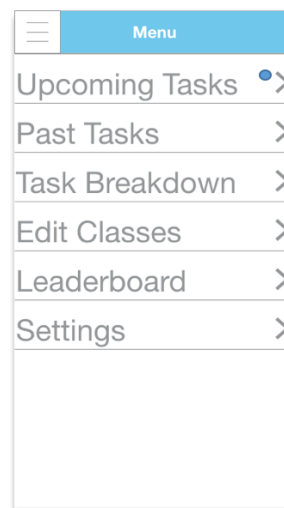 Menu
Upcoming Tasks
Past Tasks
Task Breakdown
Edit Classes
Leaderboard
Settings